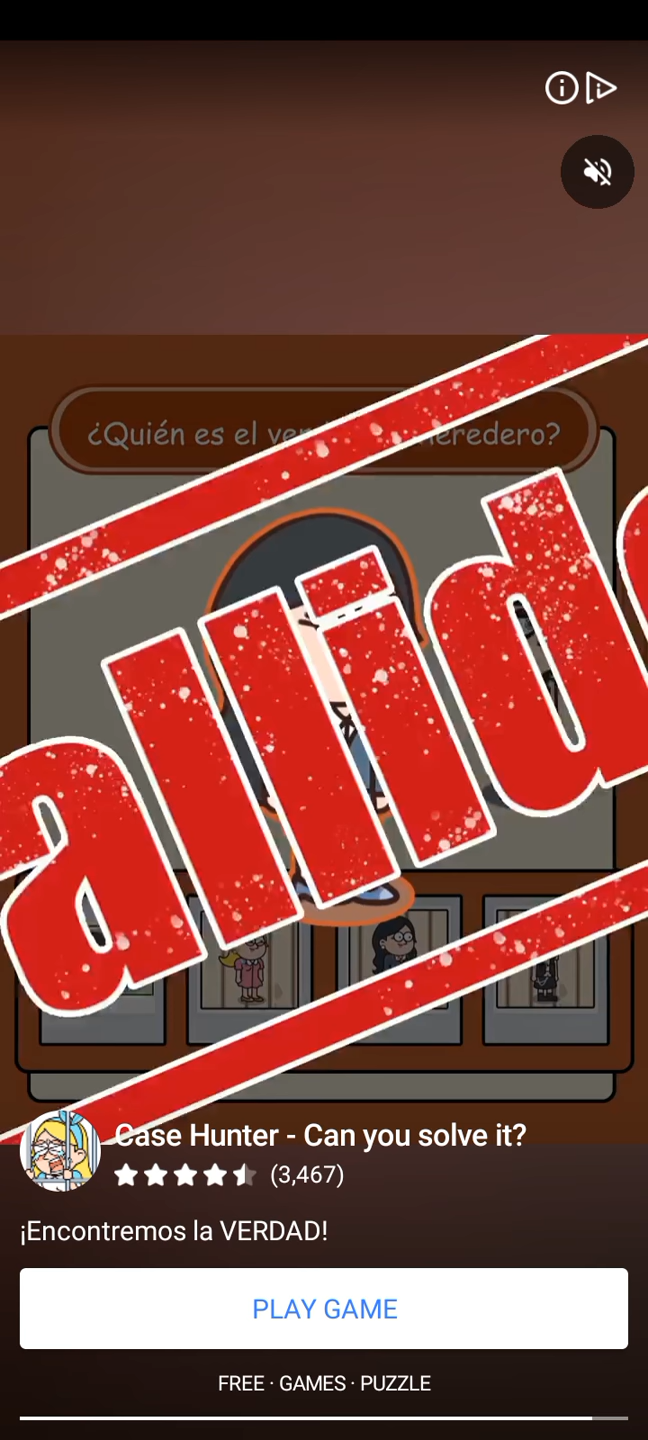 ¿Quién es el heredero?
allid
Case Hunter - Can you solve it?
(3,467)
¡Encontremos la VERDAD!
PLAY GAME
FREE · GAMES · PUZZLE